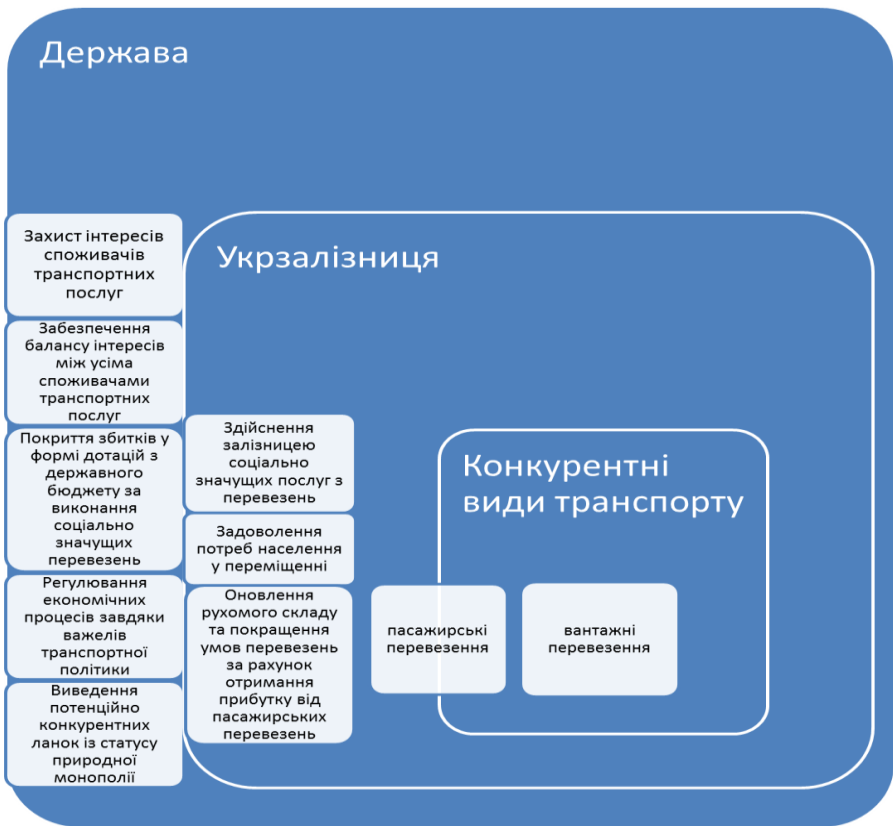 Держава
Захист інтересів
споживачів
транспортних
послуг
Забезпечення
балансу інтересів
між усіма
споживачами
транспортних
послуг
Покриття збитків у
формі дотацій з
державного
бюджету за
виконання
соціально
значущих
перевезень
Регулювання
економічних
процесів завдяки
важелів
транспортної
політики
Виведення
потенційно
конкурентних
ланок із статусу
природної
монополії
Укрзалізниця
Здійснення
залізницею
соціально
значущих послуг з
перевезень
Задоволення
потреб населення
у переміщенні
Оновлення
рухомого складу
та покращення
умов перевезень
за рахунок
отримання
прибутку від
пасажирських
перевезень
Конкурентні
види транспорту
пасажирські
перевезення
вантажні
перевезення